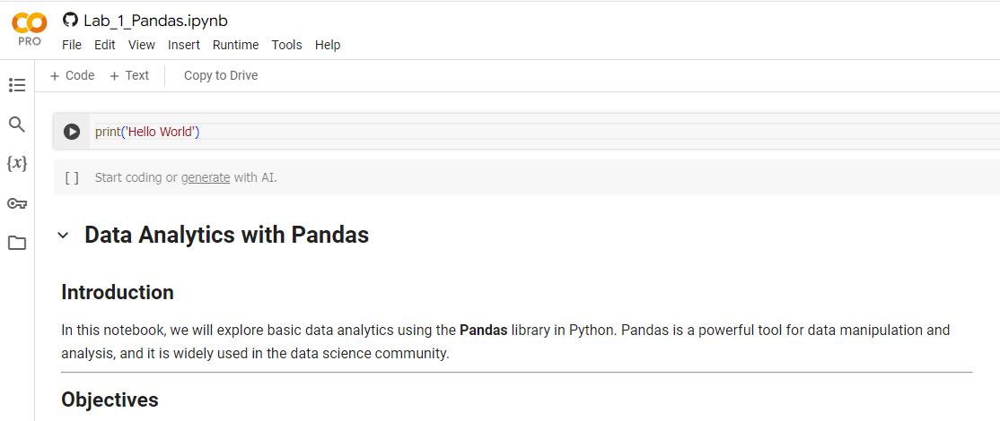 Lab_1_Pandas.ipynb
PRO
File Edit View Insert Runtime Tools Help
+ Code + Text Copy to Drive
print('Hello World')
{x}
[ ] Start coding or generate with AI.
Data Analytics with Pandas
Introduction
In this notebook, we will explore basic data analytics using the Pandas library in Python. Pandas is a powerful tool for data manipulation and
analysis, and it is widely used in the data science community.
Objectives